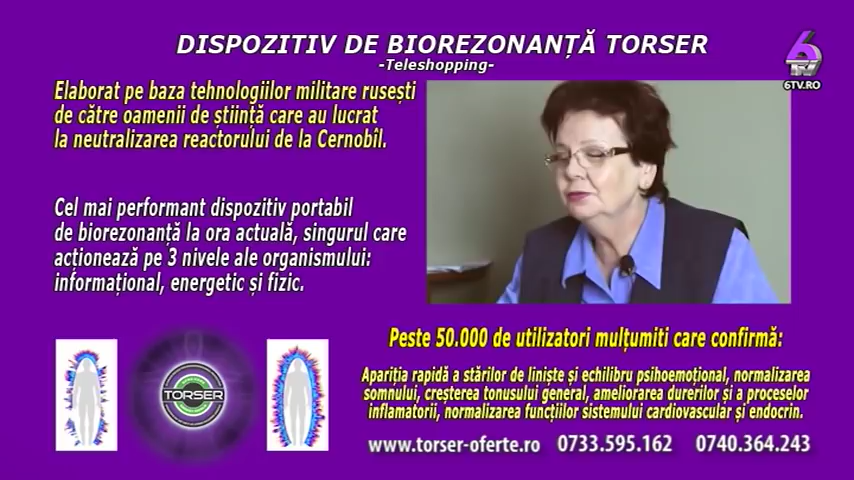 DISPOZITIV DE BIOREZONANȚĂ TORSER
-Teleshopping-
6
TV
6TV.RO
Elaborat pe baza tehnologiilor militare rusești
de către oamenii de știință care au lucrat
la neutralizarea reactorului de la Cernobîl.
Cel mai performant dispozitiv portabil
de biorezonanță la ora actuală, singurul care
acționează pe 3 nivele ale organismului:
informațional, energetic și fizic.
Peste 50.000 de utilizatori mulțumiti care confirmă:
Apariția rapidă a stărilor de liniște și echilibru psihoemoțional, normalizarea
somnului, creșterea tonusului general, ameliorarea durerilor și a proceselor
inflamatorii, normalizarea funcțiilor sistemului cardiovascular și endocrin.
TORSER
www.torser-oferte.ro 0733.595.162 0740.364.243